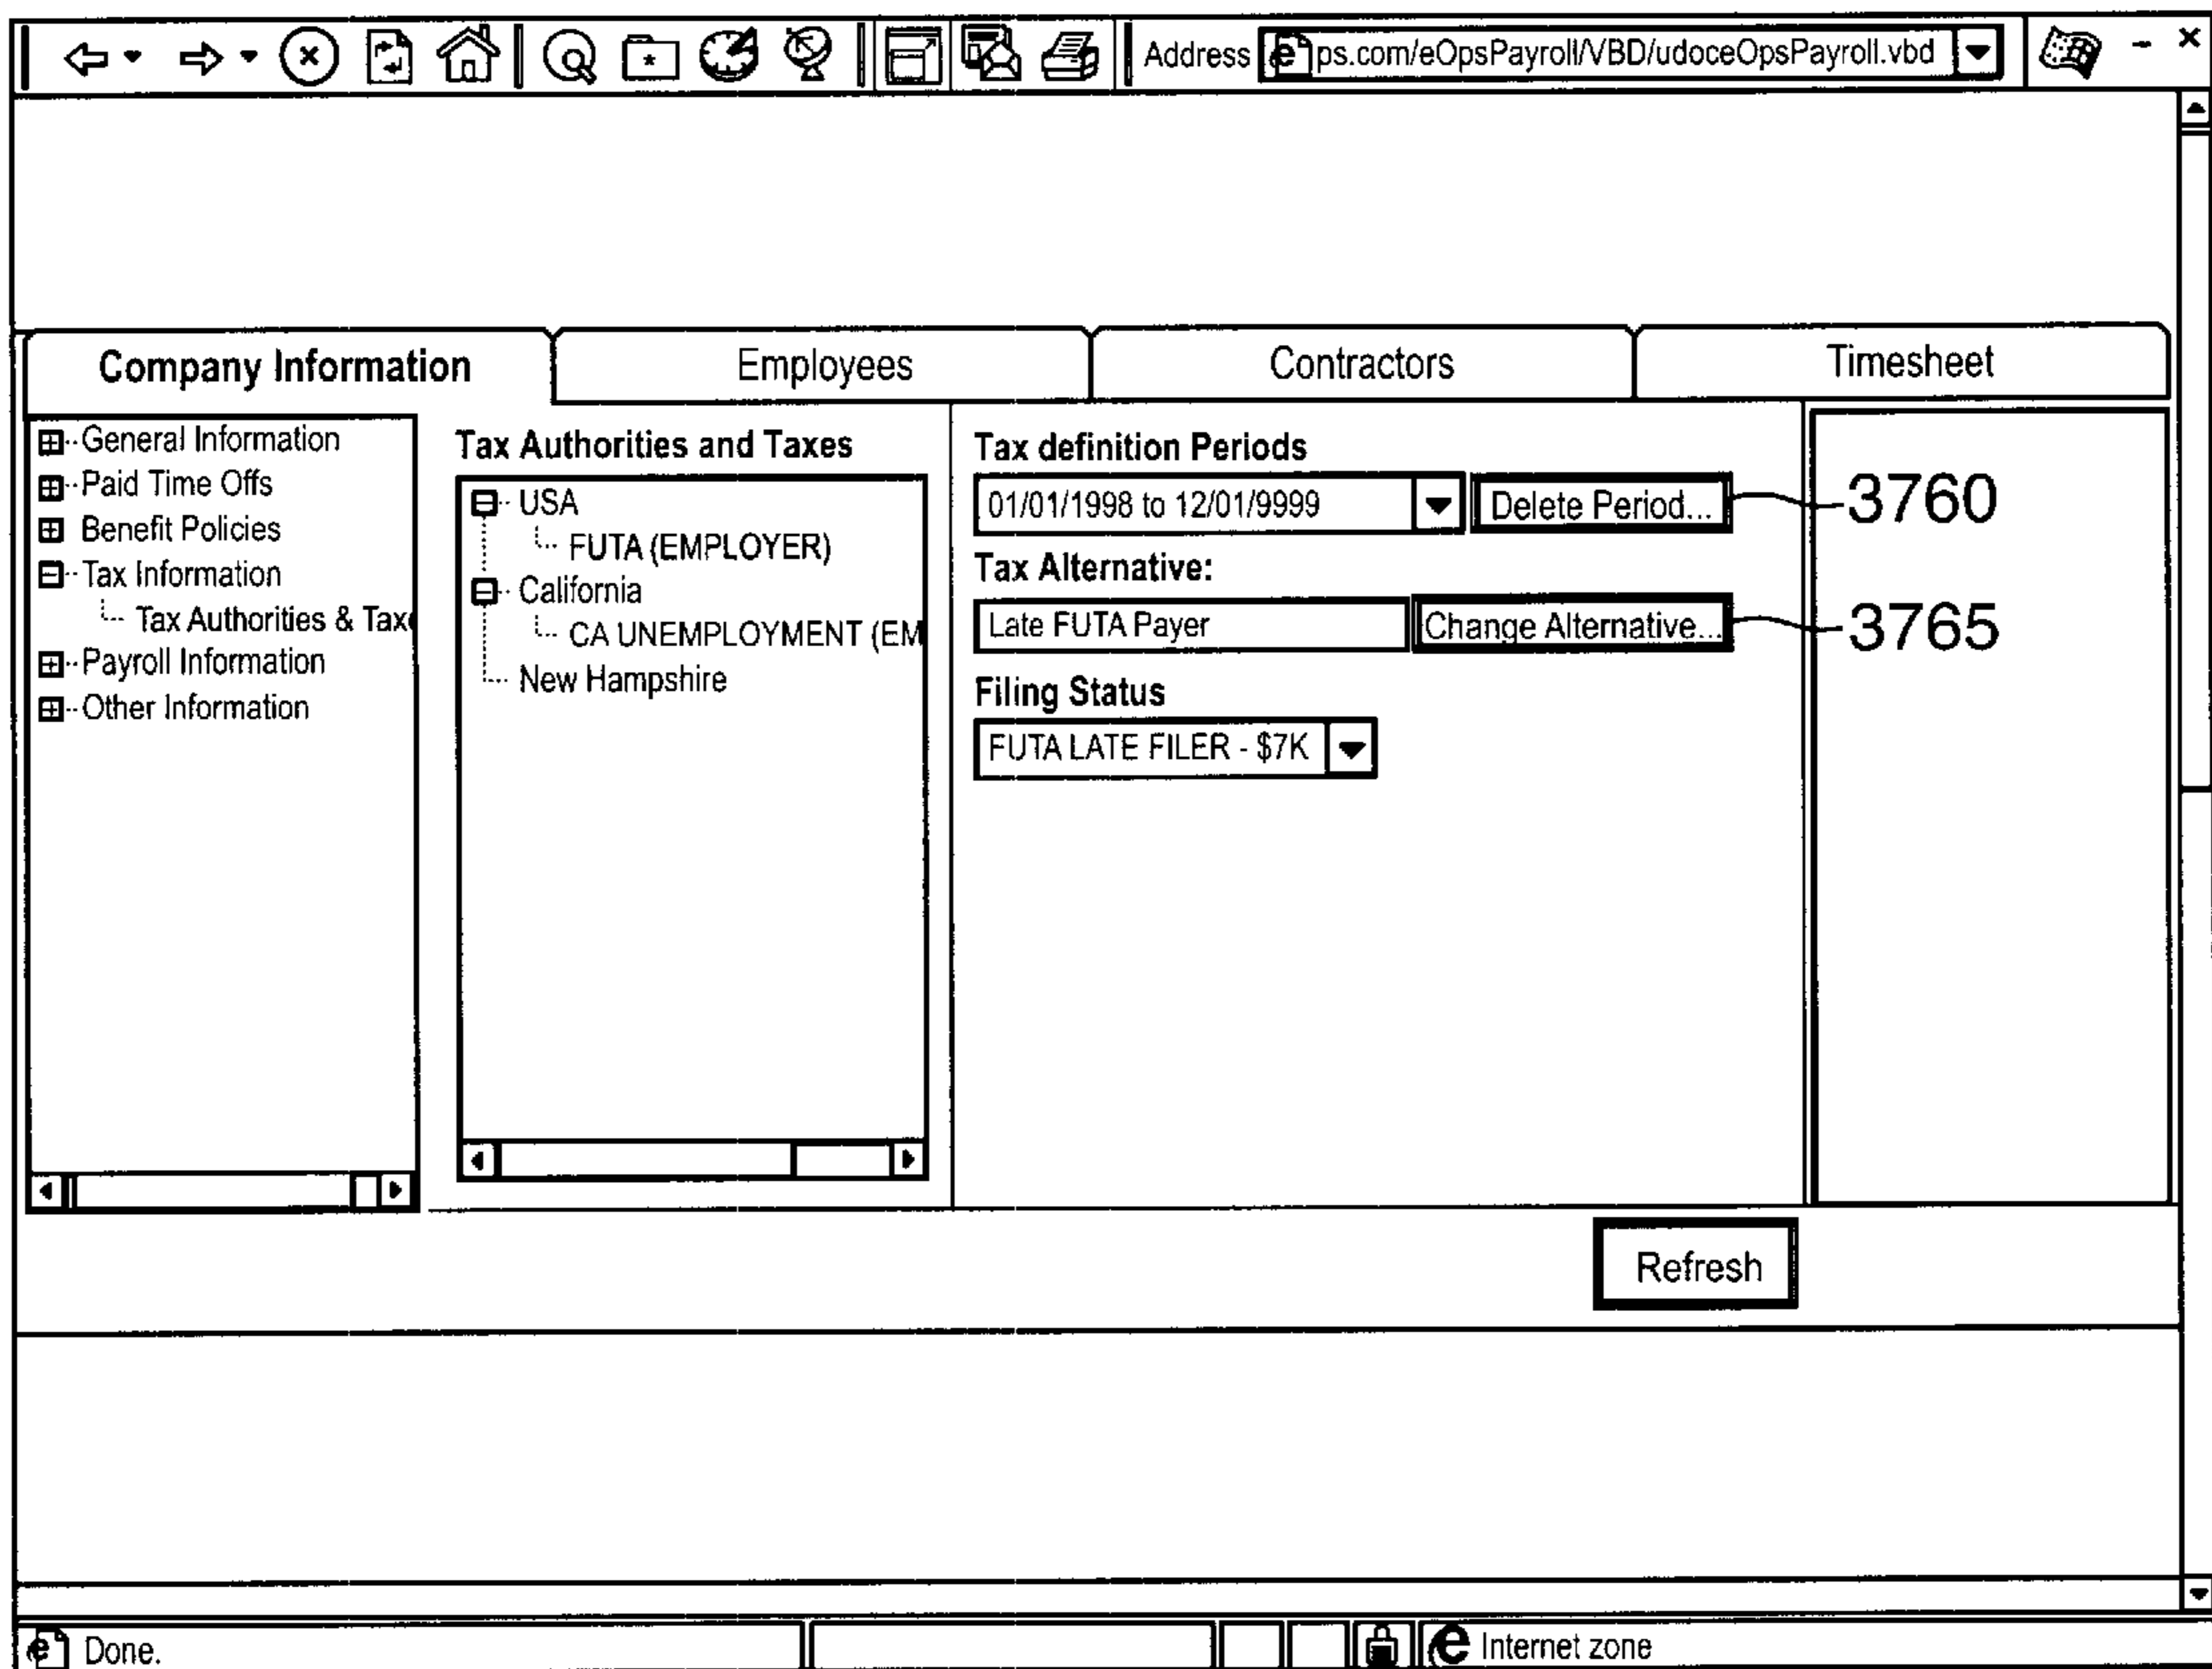 Address ps.com/eOpsPayroll/VBD/udoceOpsPayroll.vbd
Company Information
Employees
Contractors
Timesheet
General Information
Paid Time Offs
Benefit Policies
Tax Information
Tax Authorities & Tax
Payroll Information
Other Information
Tax Authorities and Taxes
USA
FUTA (EMPLOYER)
California
CA UNEMPLOYMENT (EM
New Hampshire
Tax definition Periods
01/01/1998 to 12/01/9999
Delete Period...
3760
Tax Alternative:
Late FUTA Payer
Change Alternative...
3765
Filing Status
FUTA LATE FILER - $7K
Refresh
Done.
Internet zone